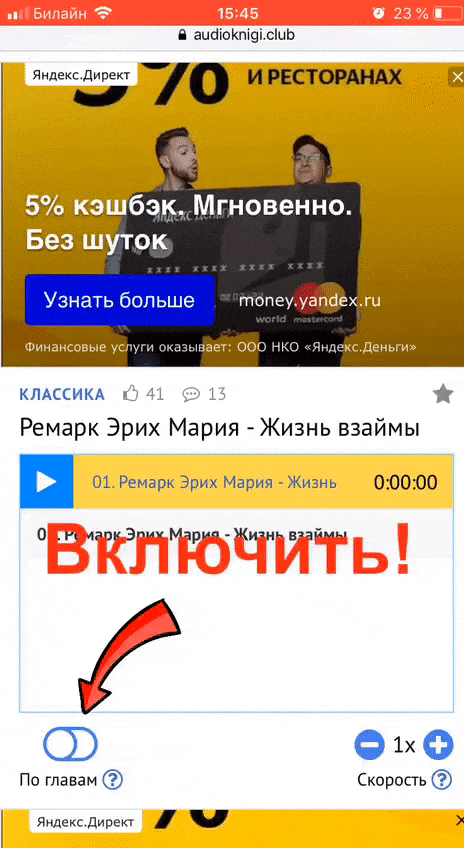 Билайн 15:45 23 %
audioknigi.club
Яндекс.Директ
5% И РЕСТОРАНАХ
5% кэшбэк. Мгновенно.
Без шуток
Узнать больше money.yandex.ru
world mastercard
Финансовые услуги оказывает: ООО НКО «Яндекс.Деньги»
КЛАССИКА 41 13
Ремарк Эрих Мария - Жизнь взаймы
01. Ремарк Эрих Мария - Жизнь 0:00:00
01. Ремарк Эрих Мария - Жизнь взаймы
Включить!
1x
По главам ? Скорость ?
Яндекс.Директ